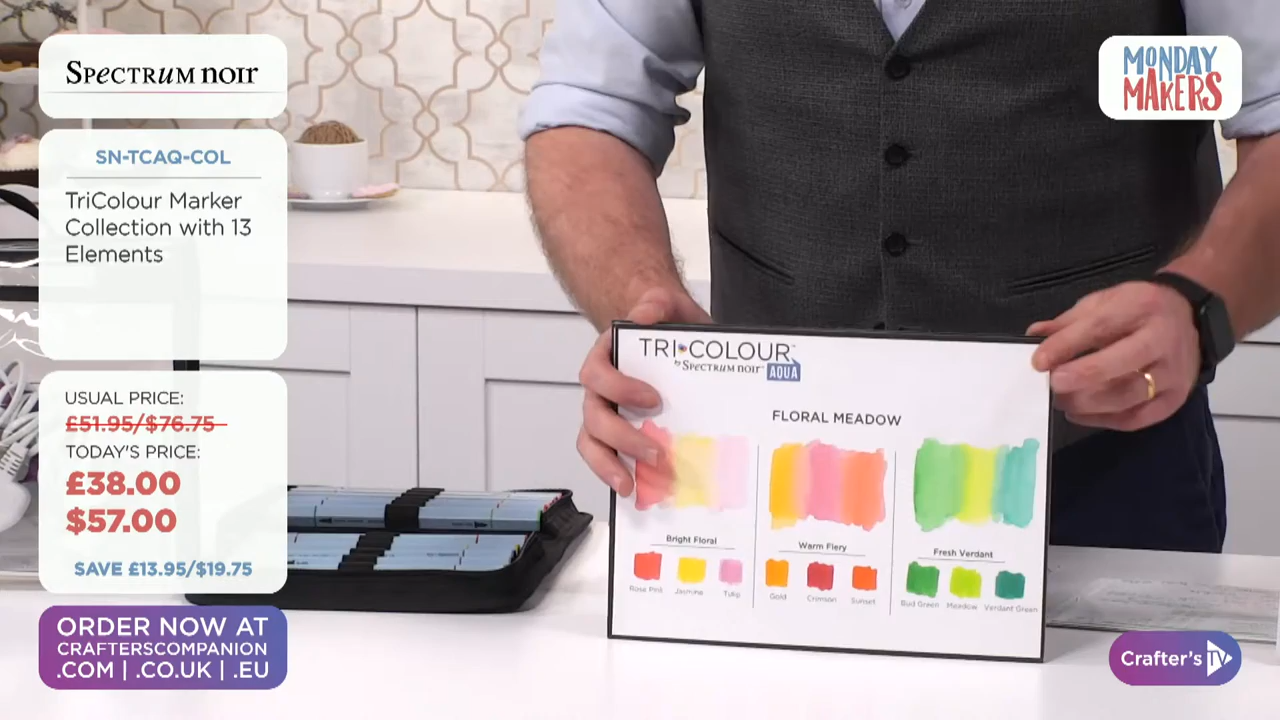 SPECTRUM NOIR
SN-TCAQ-COL
TriColour Marker
Collection with 13
Elements
USUAL PRICE:
£51.95/$76.75
TODAY'S PRICE:
£38.00
$57.00
SAVE £13.95/$19.75
ORDER NOW AT
CRAFTERSCOMPANION
.COM | .CO.UK | .EU
MONDAY
MAKERS
TRI•COLOUR™
by SPECTRUM NOIR™ AQUA
FLORAL MEADOW
Bright Floral
Warm Fiery
Fresh Verdant
Rose Pink Jasmine Tulip
Gold Crimson Sunset
Bud Green Meadow Verdant Green
Crafter's TV